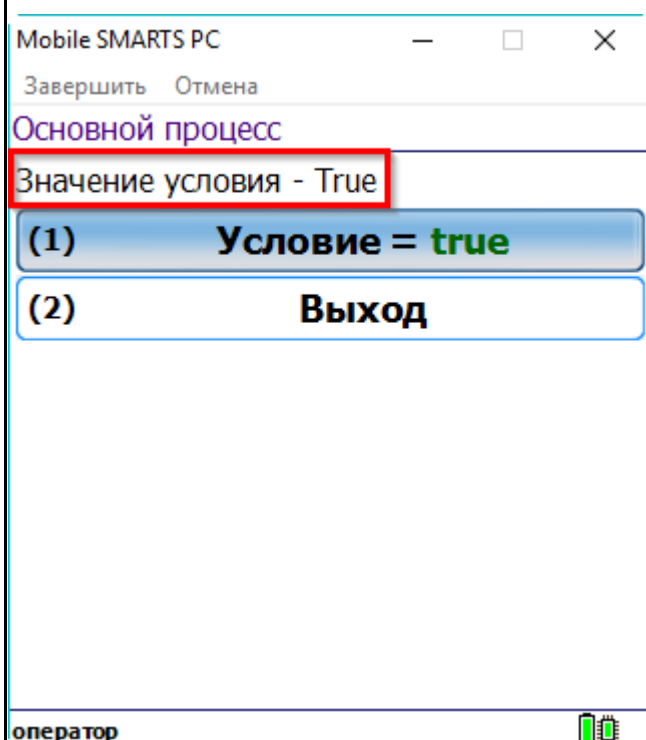 Mobile SMARTS PC
Завершить Отмена
Основной процесс
Значение условия - True
(1) Условие = true
(2) Выход
оператор